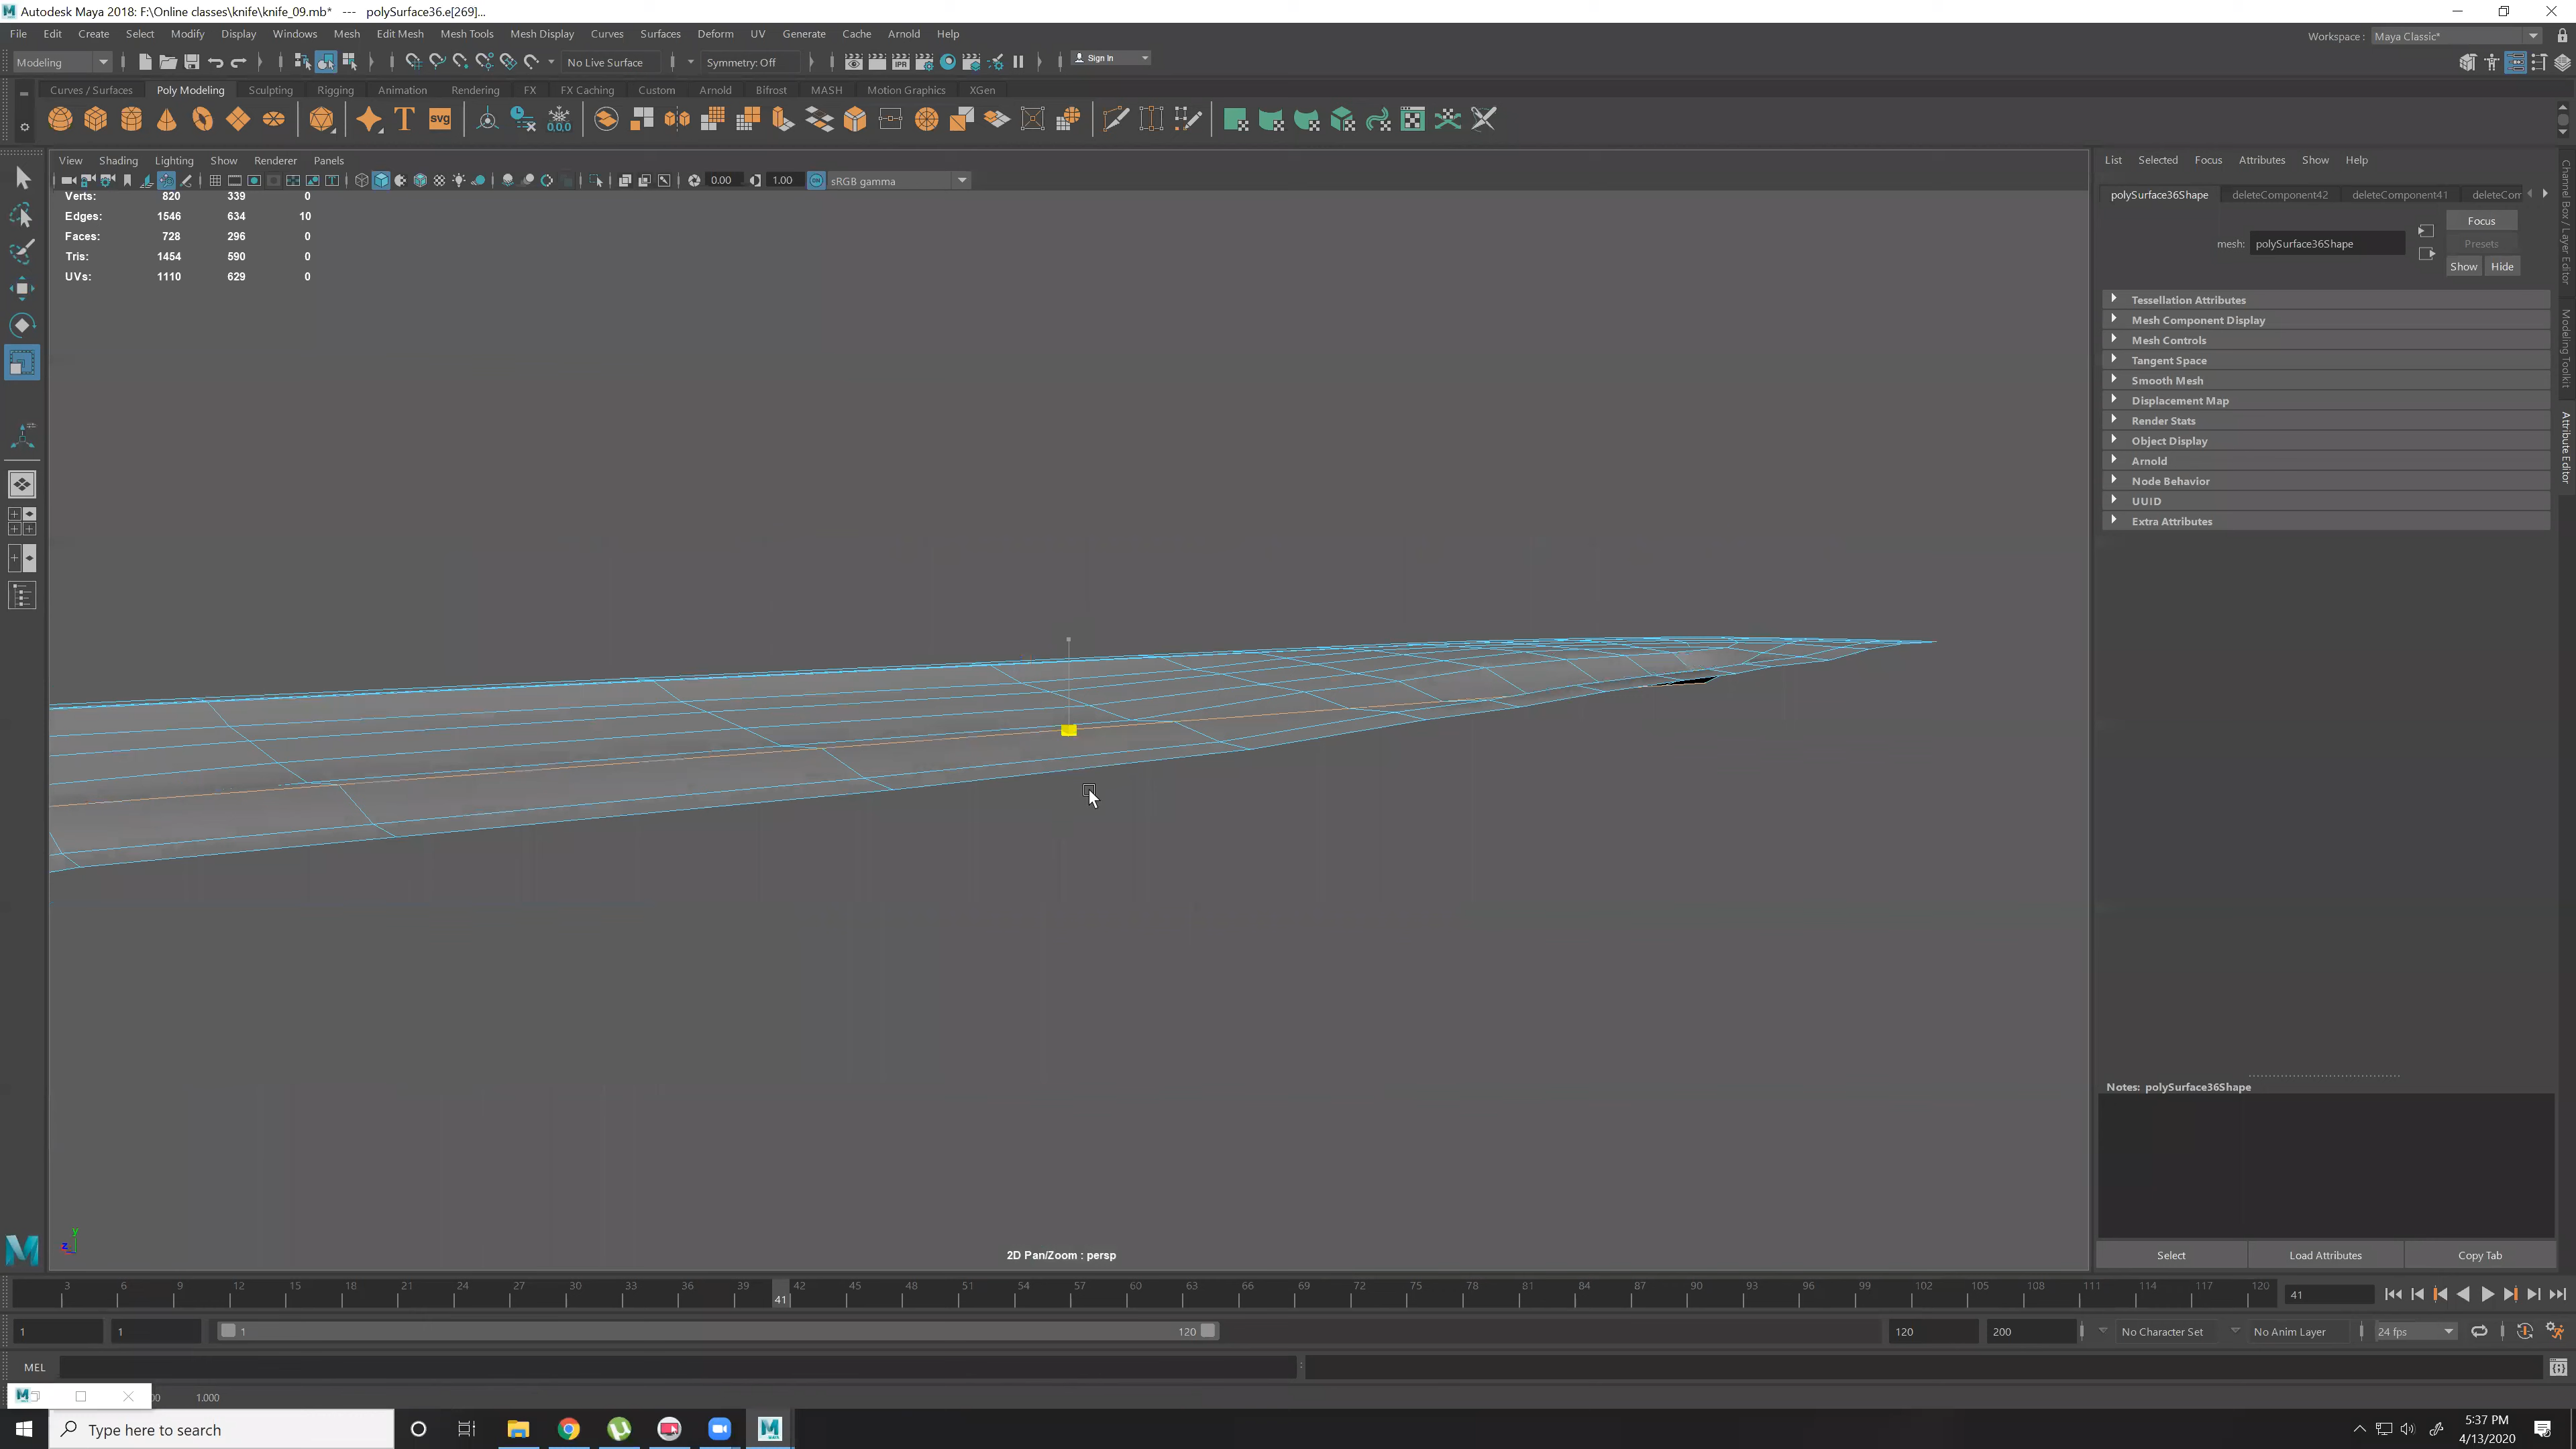 Autodesk Maya 2018: F:\Online classes\knife\knife_09.mb* --- polySurface36.e[269]...
File Edit Create Select Modify Display Windows Mesh Edit Mesh Mesh Tools Mesh Display Curves Surfaces Deform UV Generate Cache Arnold Help
Workspace : Maya Classic*
Modeling No Live Surface Symmetry: Off Sign In
Curves / Surfaces Poly Modeling Sculpting Rigging Animation Rendering FX FX Caching Custom Arnold Bifrost MASH Motion Graphics XGen
View Shading Lighting Show Renderer Panels
0.00 1.00 sRGB gamma
Verts: 820 339 0
Edges: 1546 634 10
Faces: 728 296 0
Tris: 1454 590 0
UVs: 1110 629 0
List Selected Focus Attributes Show Help
polySurface36Shape deleteComponent42 deleteComponent41 deleteCom
Focus
mesh: polySurface36Shape
Presets
Show Hide
Tessellation Attributes
Mesh Component Display
Mesh Controls
Tangent Space
Smooth Mesh
Displacement Map
Render Stats
Object Display
Arnold
Node Behavior
UUID
Extra Attributes
Channel Box / Layer Editor
Modeling Toolkit
Attribute Editor
Notes: polySurface36Shape
Select Load Attributes Copy Tab
2D Pan/Zoom : persp
3 6 9 12 15 18 21 24 27 30 33 36 39 42 45 48 51 54 57 60 63 66 69 72 75 78 81 84 87 90 93 96 99 102 105 108 111 114 117 120
41 41
1 1 1 120 120 200 No Character Set No Anim Layer 24 fps
MEL
1.000
Type here to search
5:37 PM
4/13/2020